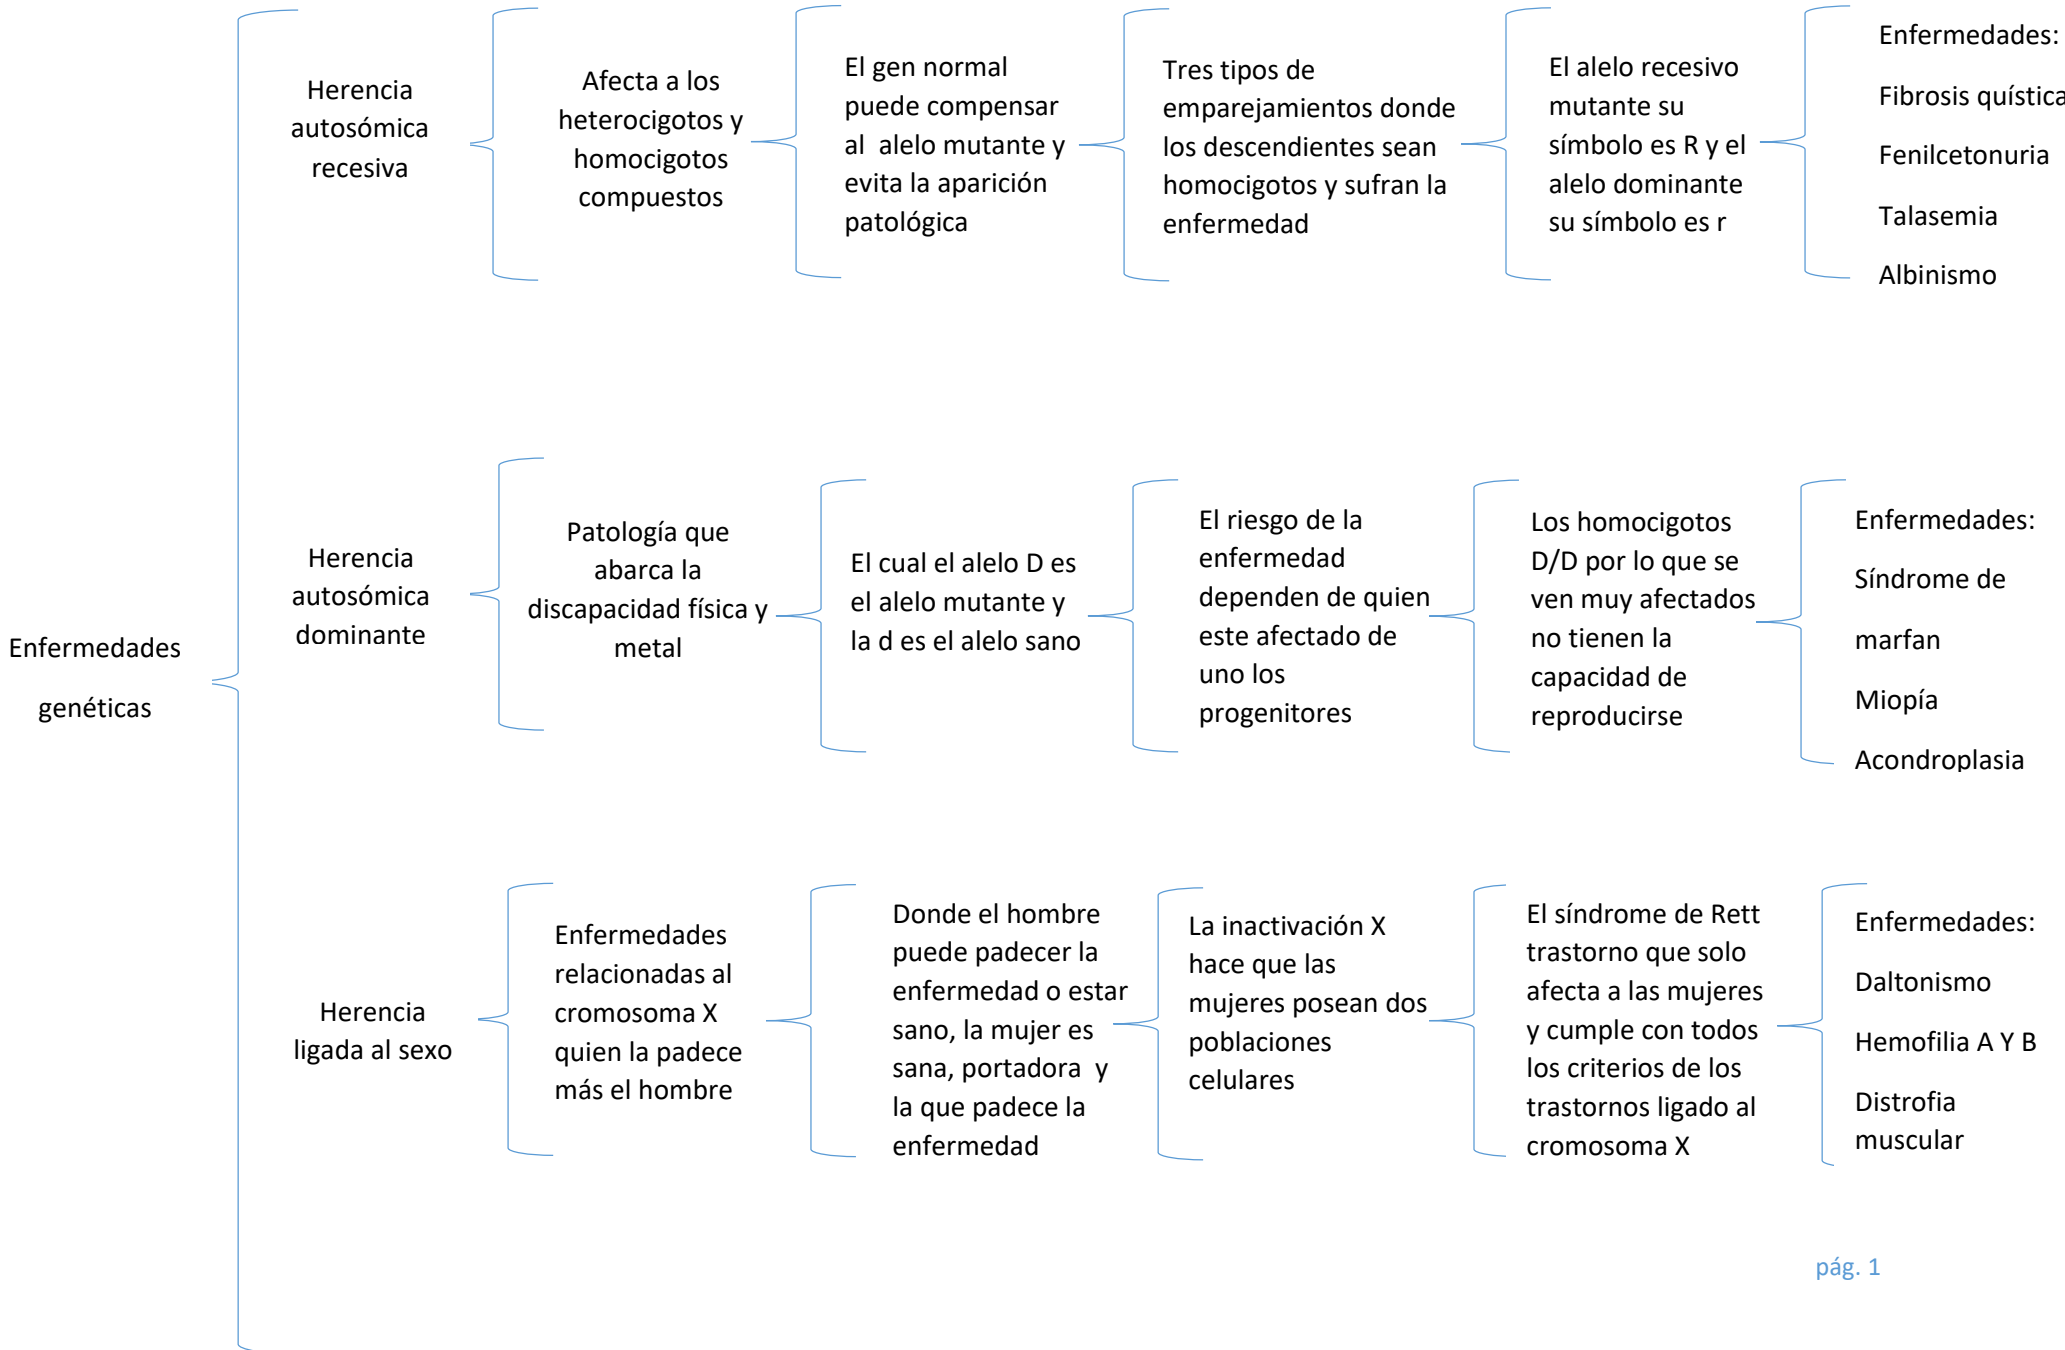 Enfermedades
genéticas
Herencia
autosómica
recesiva
Afecta a los
heterocigotos y
homocigotos
compuestos
El gen normal
puede compensar
al alelo mutante y
evita la aparición
patológica
Tres tipos de
emparejamientos donde
los descendientes sean
homocigotos y sufran la
enfermedad
El alelo recesivo
mutante su
símbolo es R y el
alelo dominante
su símbolo es r
Enfermedades:
Fibrosis quística
Fenilcetonuria
Talasemia
Albinismo
Herencia
autosómica
dominante
Patología que
abarca la
discapacidad física y
metal
El cual el alelo D es
el alelo mutante y
la d es el alelo sano
El riesgo de la
enfermedad
dependen de quien
este afectado de
uno los
progenitores
Los homocigotos
D/D por lo que se
ven muy afectados
no tienen la
capacidad de
reproducirse
Enfermedades:
Síndrome de
marfan
Miopía
Acondroplasia
Herencia
ligada al sexo
Enfermedades
relacionadas al
cromosoma X
quien la padece
más el hombre
Donde el hombre
puede padecer la
enfermedad o estar
sano, la mujer es
sana, portadora y
la que padece la
enfermedad
La inactivación X
hace que las
mujeres posean dos
poblaciones
celulares
El síndrome de Rett
trastorno que solo
afecta a las mujeres
y cumple con todos
los criterios de los
trastornos ligado al
cromosoma X
Enfermedades:
Daltonismo
Hemofilia A Y B
Distrofia
muscular
pág. 1